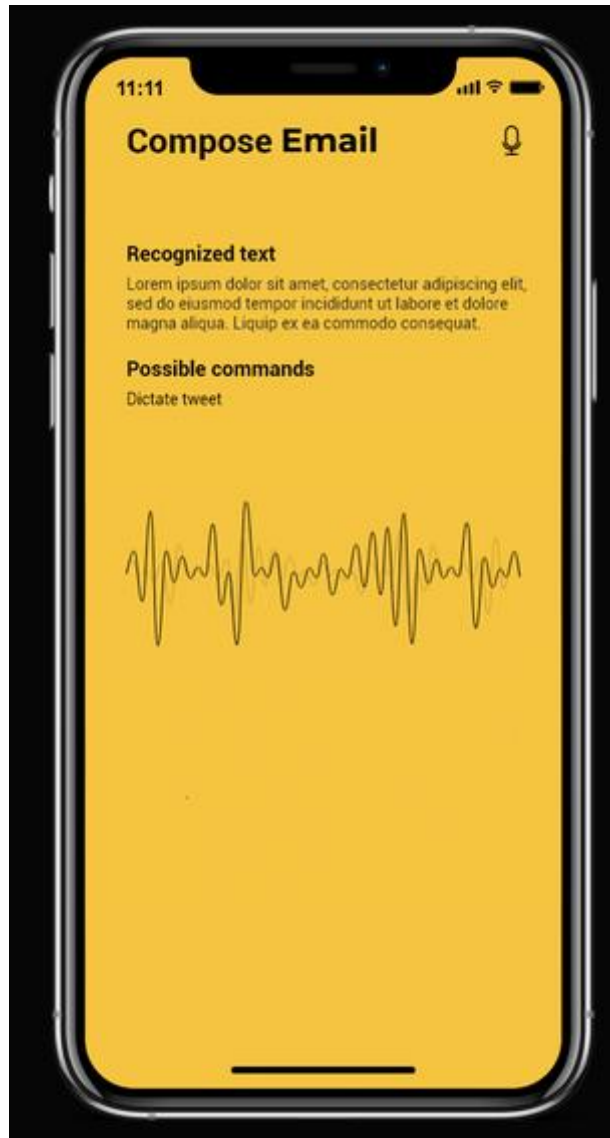 11:11
Compose Email
Recognized text
Lorem ipsum dolor sit amet, consectetur adipiscing elit,
sed do eiusmod tempor incididunt ut labore et dolore
magna aliqua. Liquip ex ea commodo consequat.
Possible commands
Dictate tweet